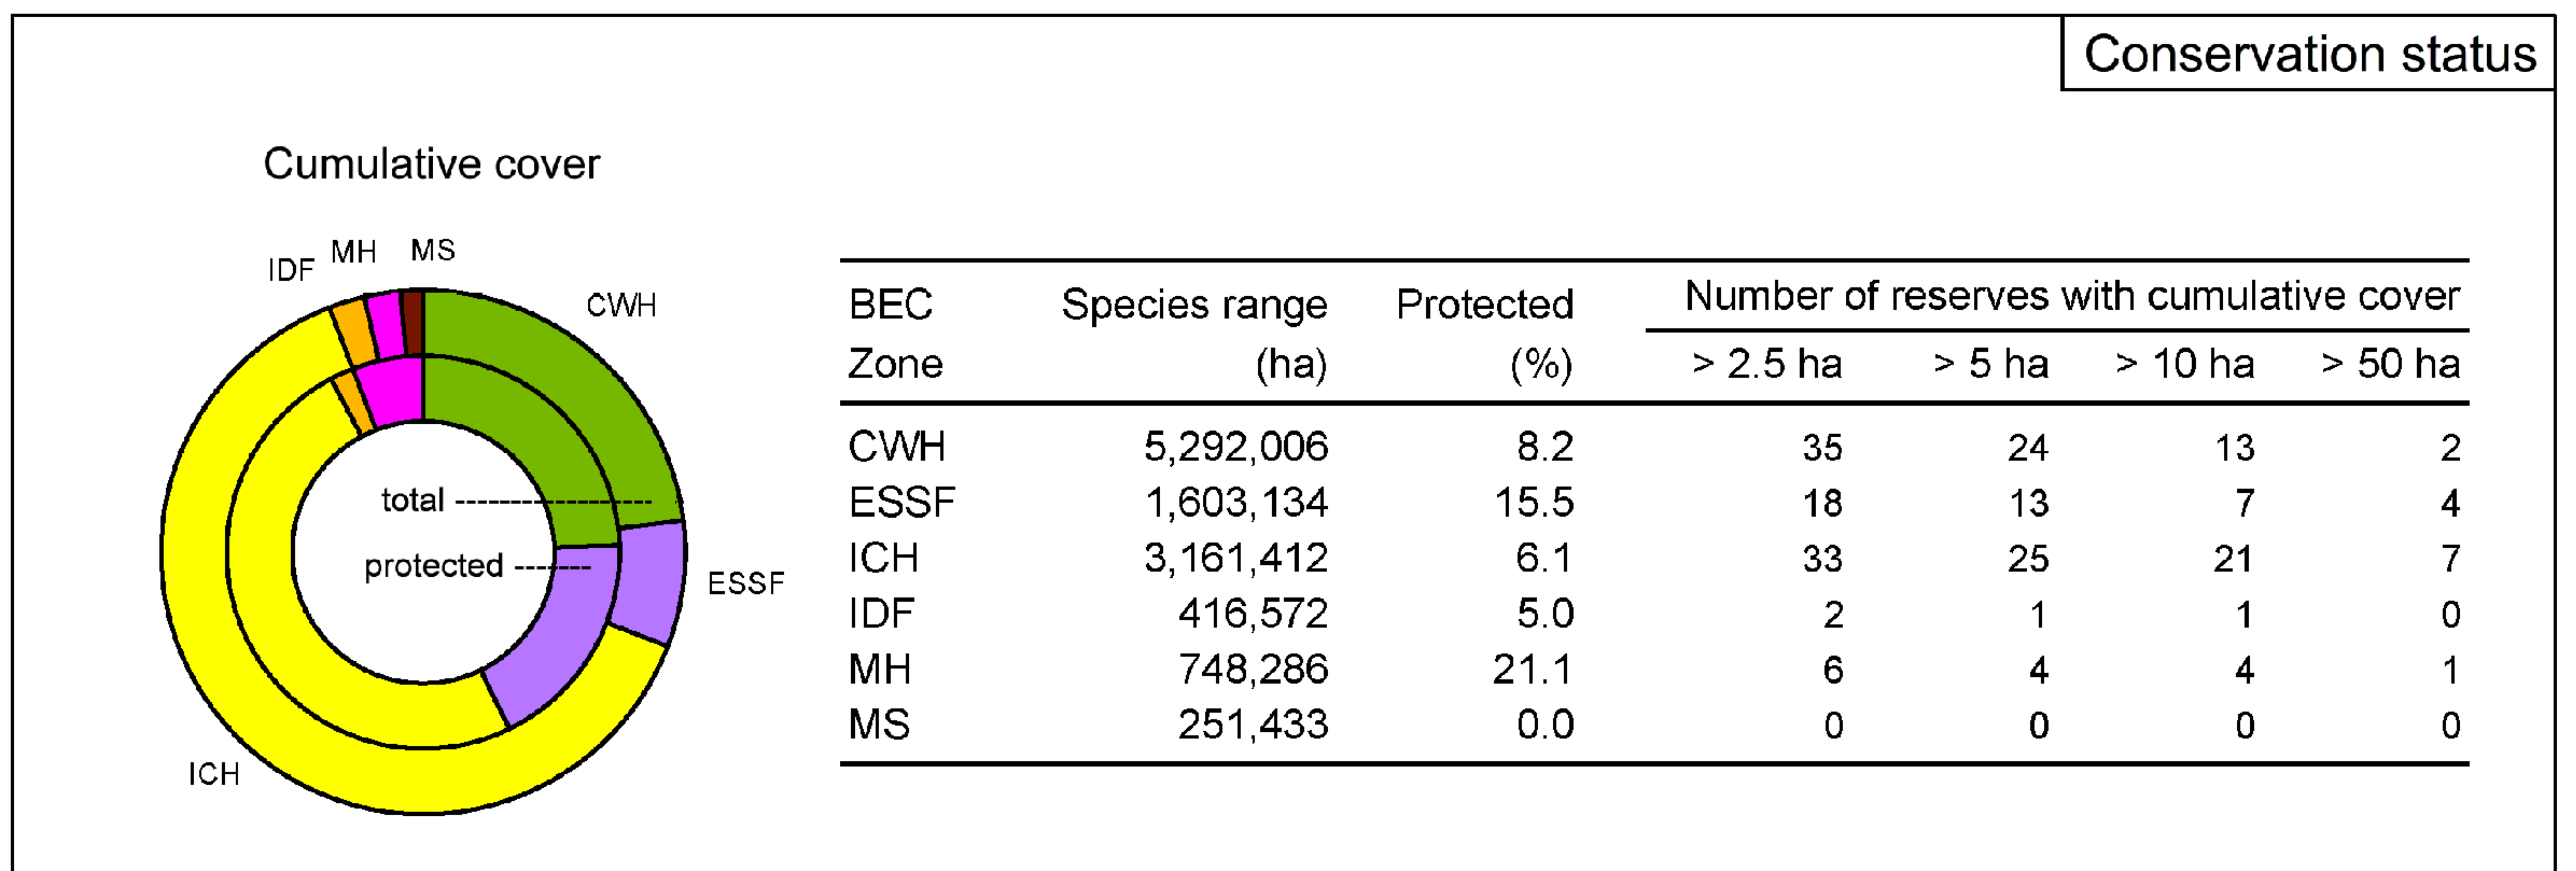 Conservation status
Cumulative cover
IDF MH MS
CWH
total
protected
ESSF
ICH
BEC Species range Protected Number of reserves with cumulative cover
Zone (ha) (%) > 2.5 ha > 5 ha > 10 ha > 50 ha
CWH 5,292,006 8.2 35 24 13 2
ESSF 1,603,134 15.5 18 13 7 4
ICH 3,161,412 6.1 33 25 21 7
IDF 416,572 5.0 2 1 1 0
MH 748,286 21.1 6 4 4 1
MS 251,433 0.0 0 0 0 0